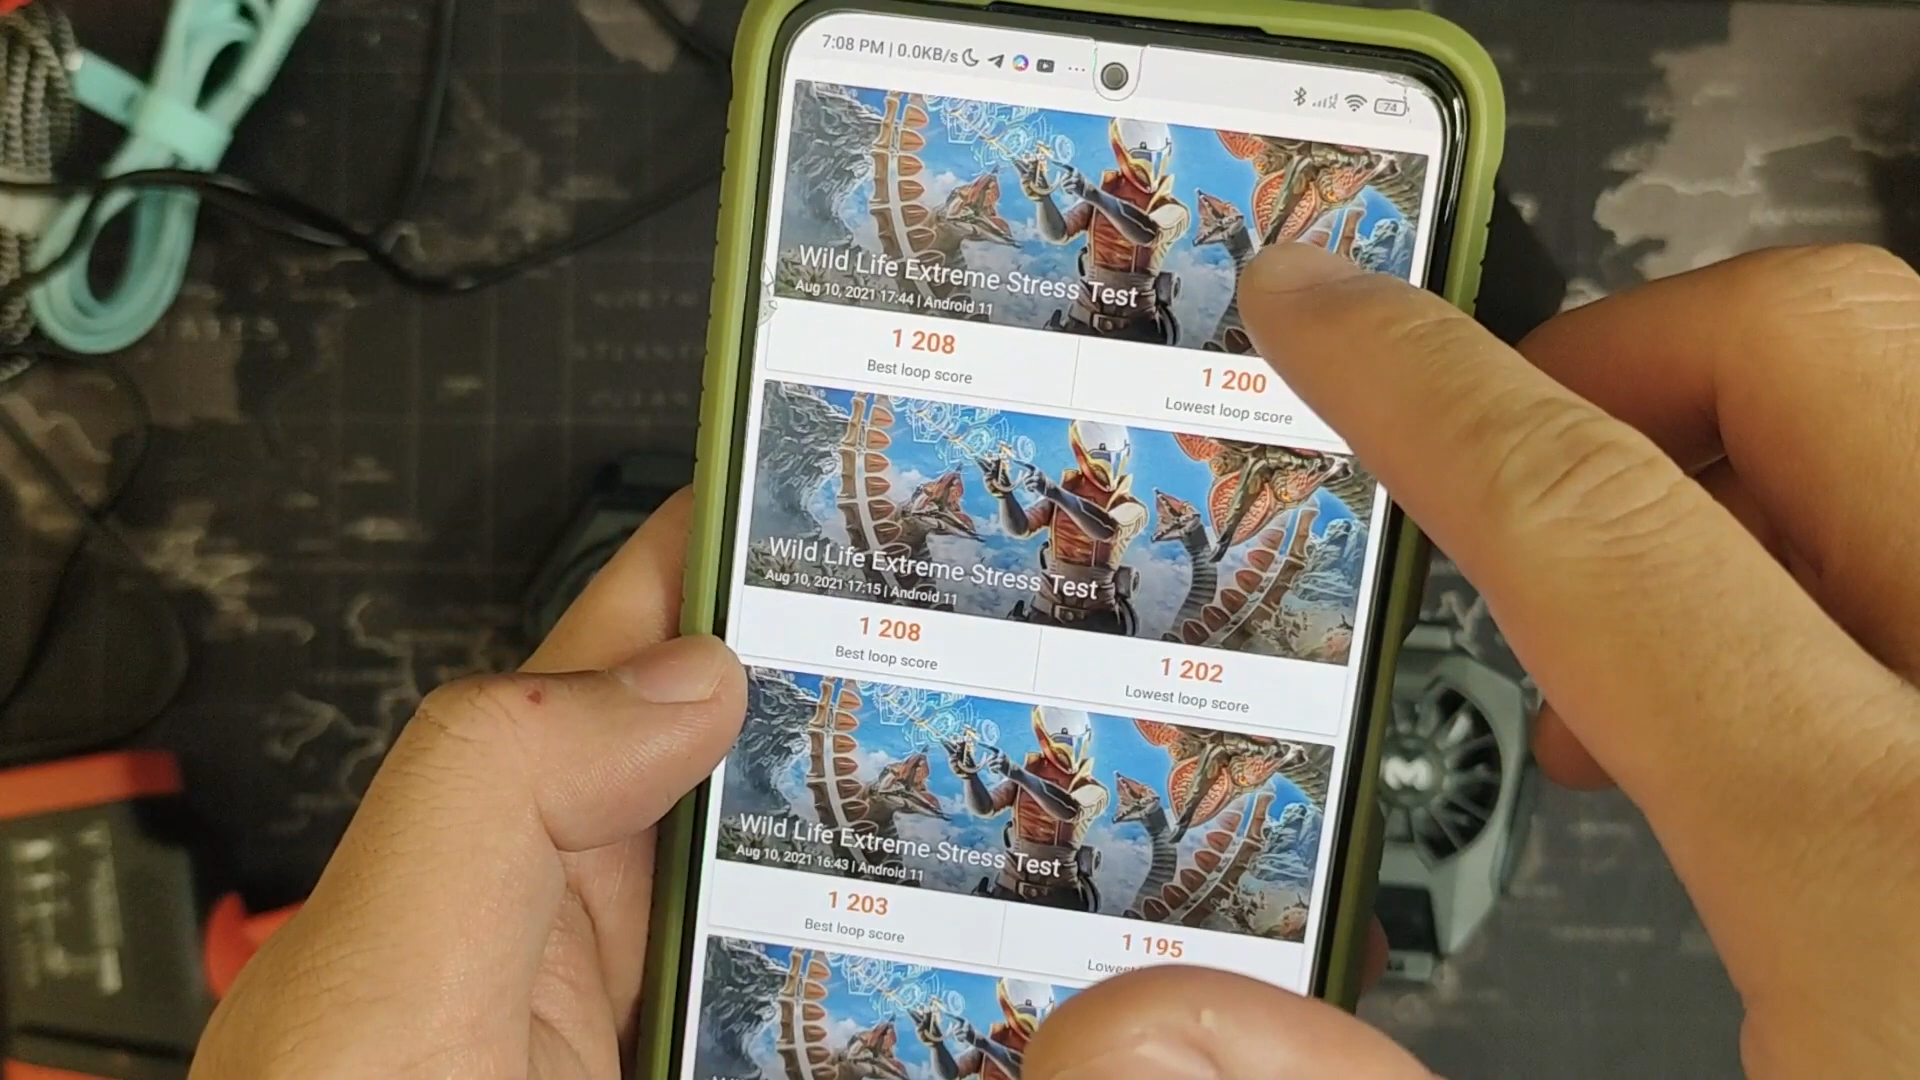 7:08 PM | 0.0KB/s
74
Wild Life Extreme Stress Test
Aug 10, 2021 17:44 | Android 11
1 208
Best loop score
1 200
Lowest loop score
Wild Life Extreme Stress Test
Aug 10, 2021 17:15 | Android 11
1 208
Best loop score
1 202
Lowest loop score
Wild Life Extreme Stress Test
Aug 10, 2021 16:43 | Android 11
1 203
Best loop score
1 195
M